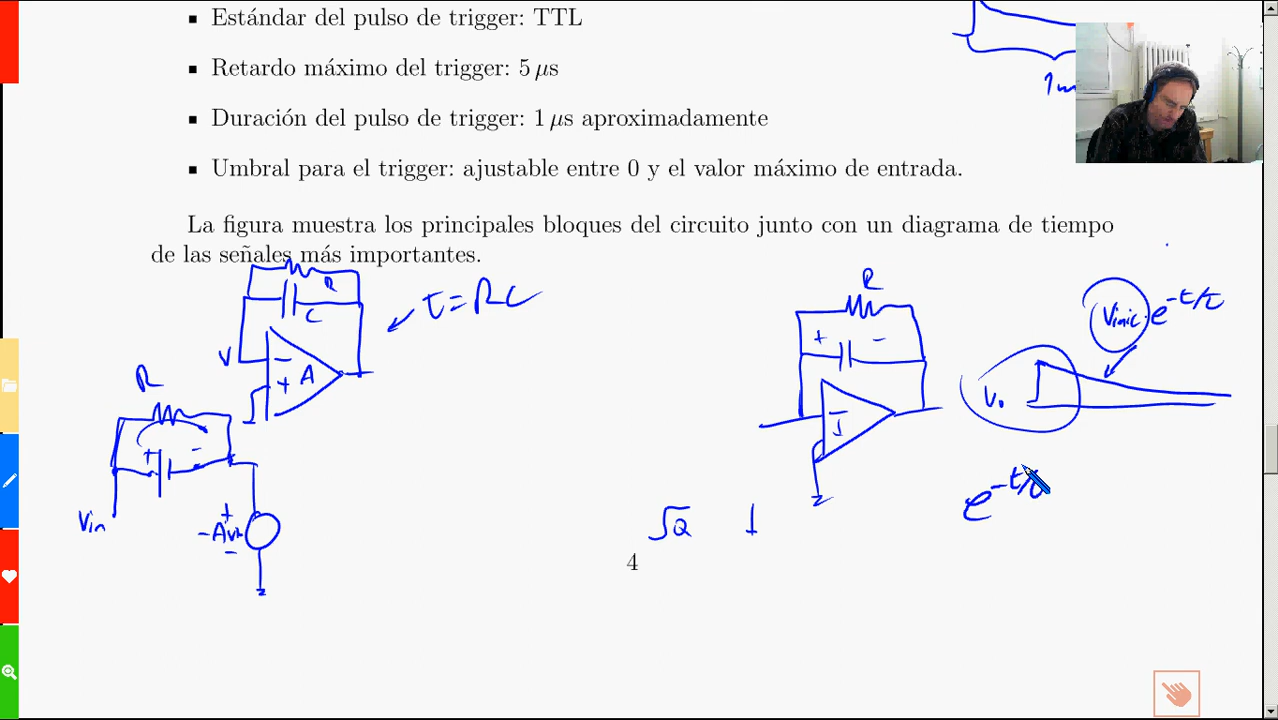 ▪ Estándar del pulso de trigger: TTL
▪ Retardo máximo del trigger: 5 μs
1m
▪ Duración del pulso de trigger: 1 μs aproximadamente
▪ Umbral para el trigger: ajustable entre 0 y el valor máximo de entrada.
La figura muestra los principales bloques del circuito junto con un diagrama de tiempo
de las señales más importantes.
R
C
τ = RC
V
-
+ A
R
+ -
Vin
+
-Av
-
R
+ -
Vinic. e^-t/τ
V.
e^-t/τ
4